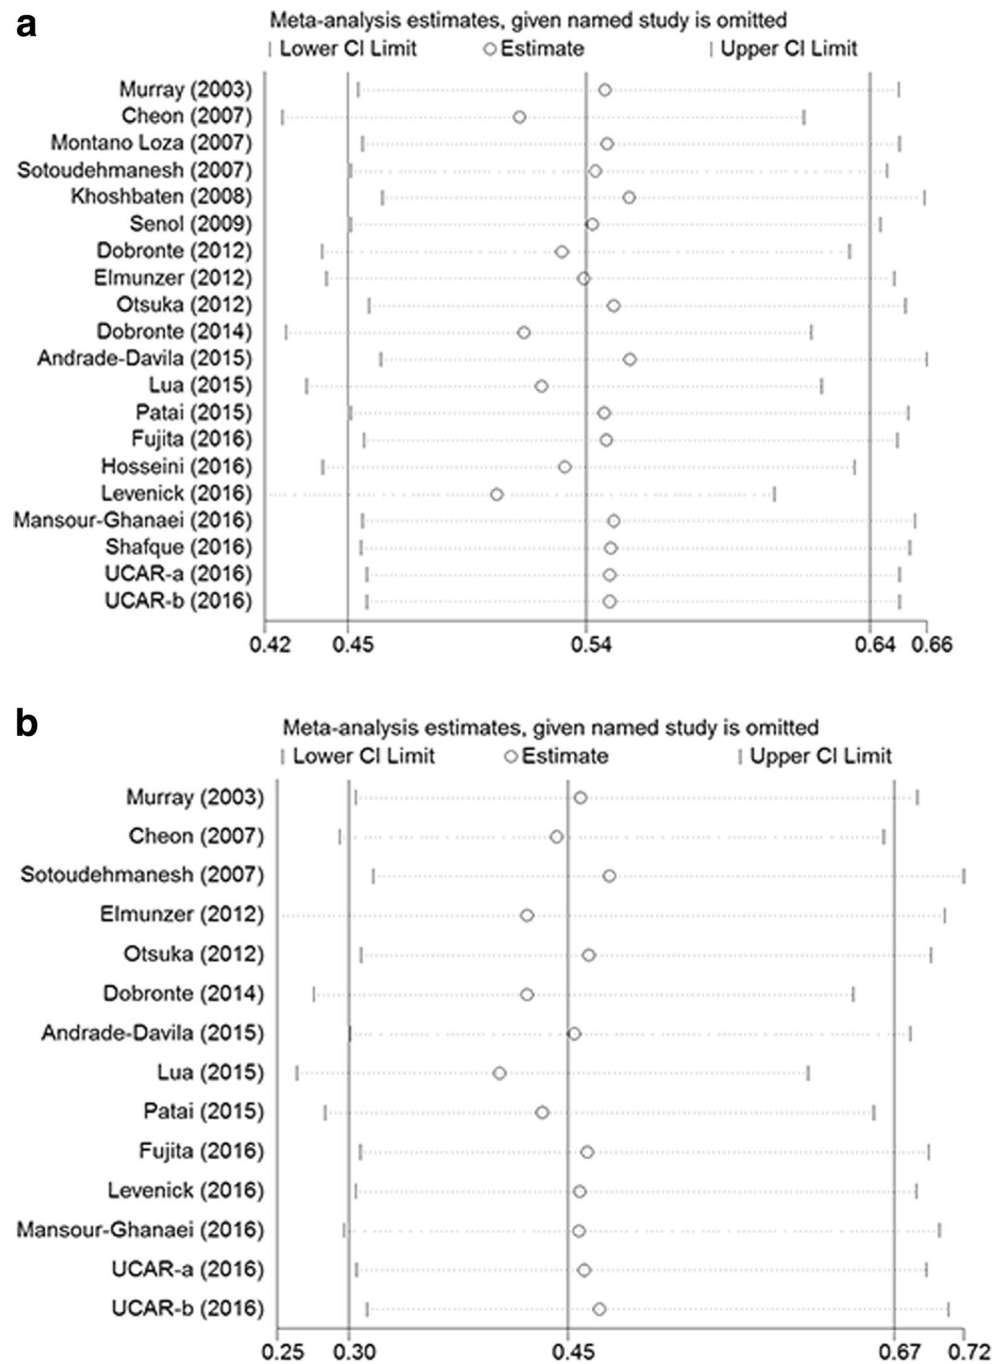 a
Meta-analysis estimates, given named study is omitted
| Lower CI Limit ○ Estimate | Upper CI Limit
Murray (2003)
Cheon (2007)
Montano Loza (2007)
Sotoudehmanesh (2007)
Khoshbaten (2008)
Senol (2009)
Dobronte (2012)
Elmunzer (2012)
Otsuka (2012)
Dobronte (2014)
Andrade-Davila (2015)
Lua (2015)
Patai (2015)
Fujita (2016)
Hosseini (2016)
Levenick (2016)
Mansour-Ghanaei (2016)
Shafque (2016)
UCAR-a (2016)
UCAR-b (2016)
0.42 0.45 0.54 0.64 0.66
b
Meta-analysis estimates, given named study is omitted
| Lower CI Limit ○ Estimate | Upper CI Limit
Murray (2003)
Cheon (2007)
Sotoudehmanesh (2007)
Elmunzer (2012)
Otsuka (2012)
Dobronte (2014)
Andrade-Davila (2015)
Lua (2015)
Patai (2015)
Fujita (2016)
Levenick (2016)
Mansour-Ghanaei (2016)
UCAR-a (2016)
UCAR-b (2016)
0.25 0.30 0.45 0.67 0.72